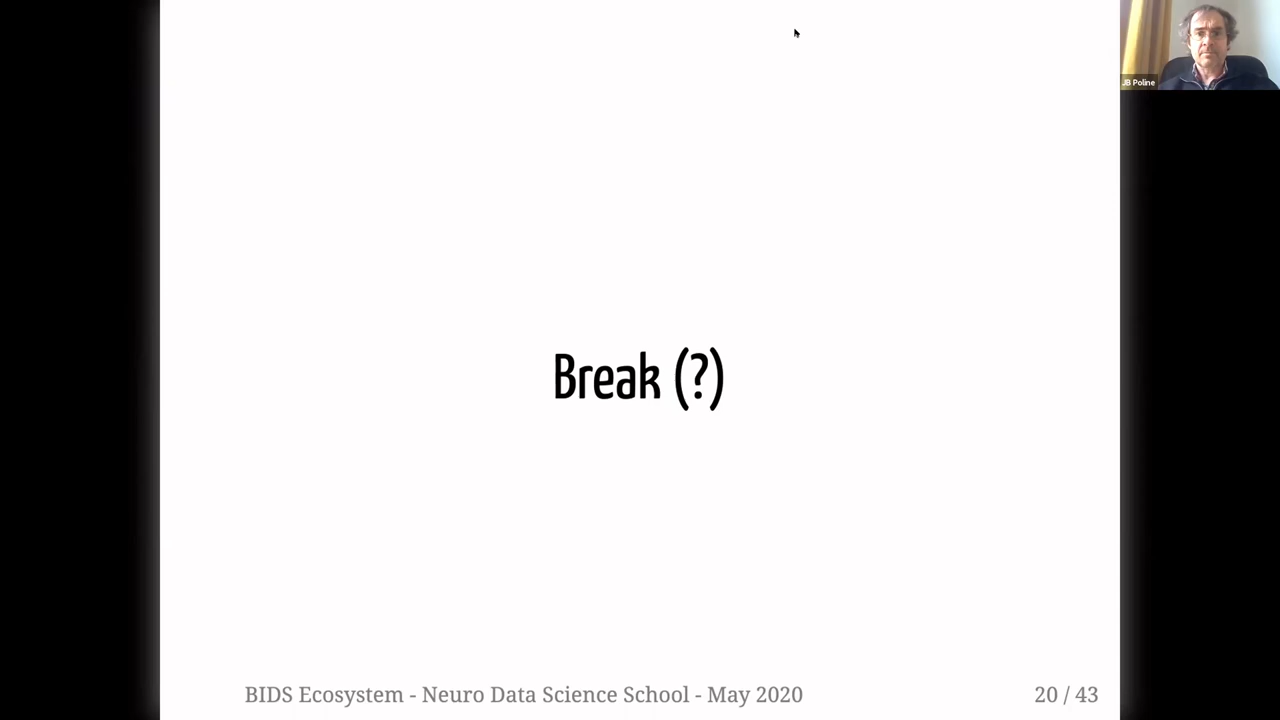 JB Poline
Break (?)
BIDS Ecosystem - Neuro Data Science School - May 2020
20 / 43